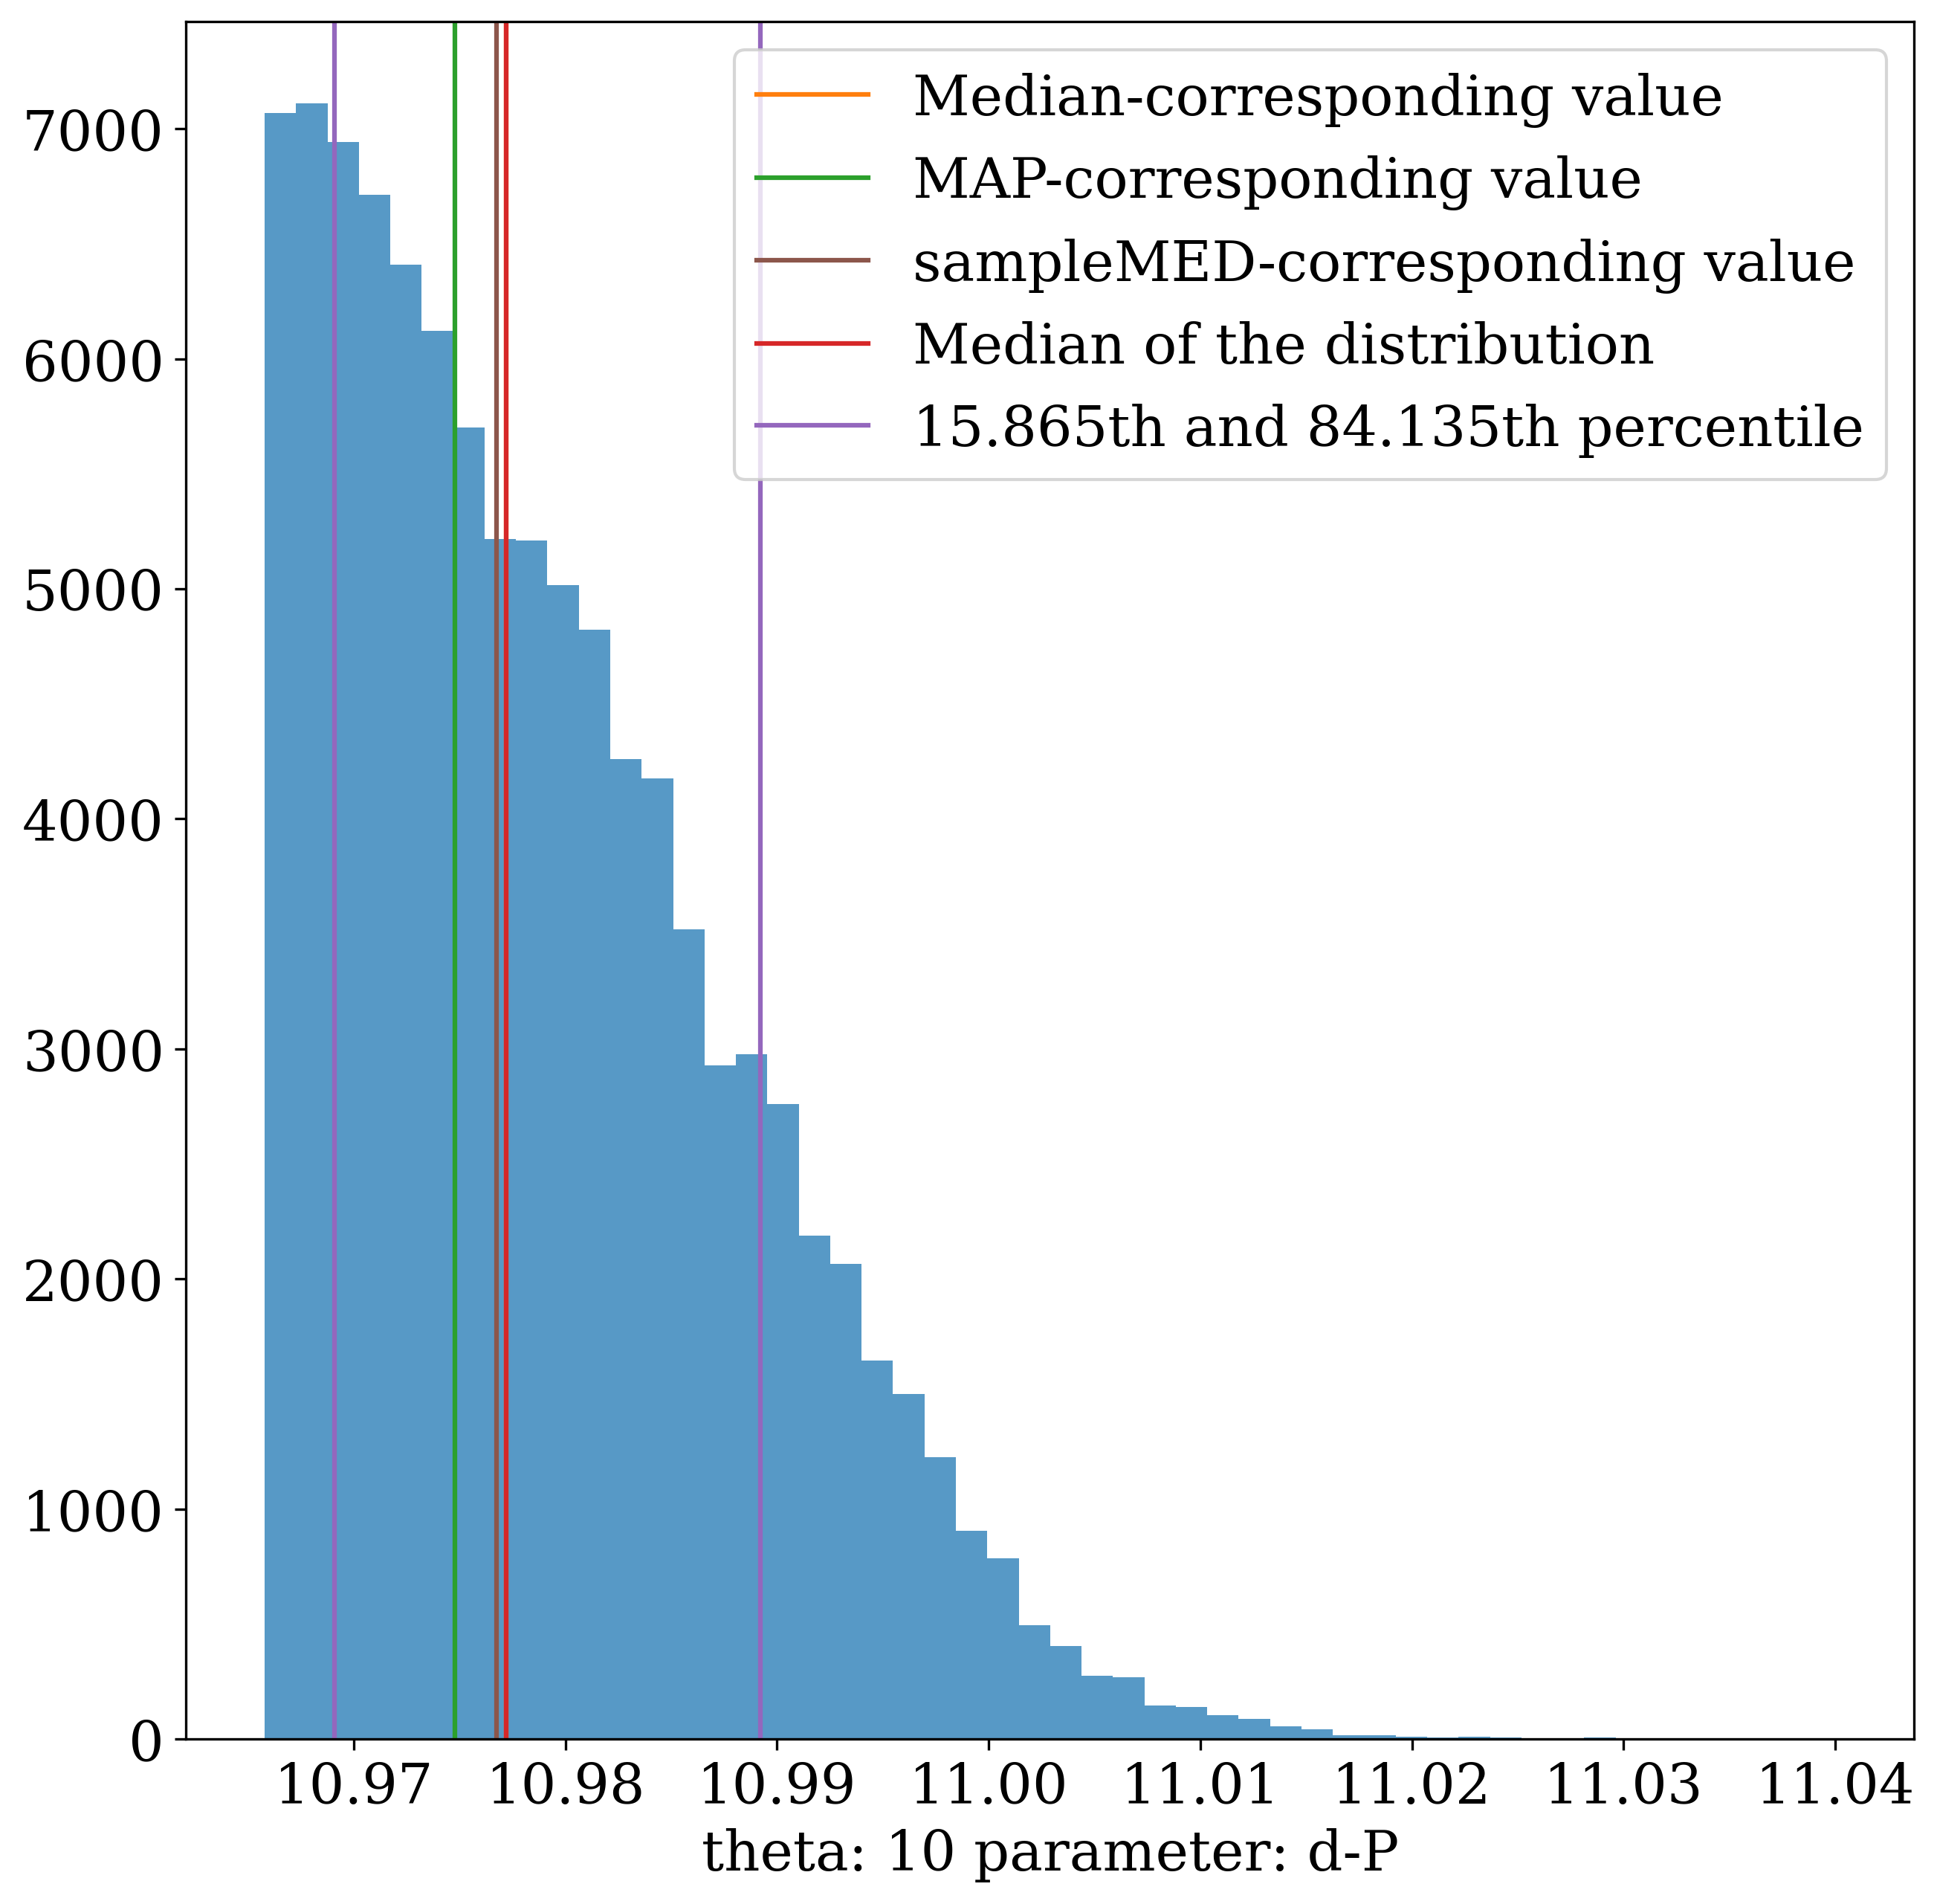 Median-corresponding value
MAP-corresponding value
sampleMED-corresponding value
Median of the distribution
15.865th and 84.135th percentile
7000
6000
5000
4000
3000
2000
1000
0
10.97 10.98 10.99 11.00 11.01 11.02 11.03 11.04
theta: 10 parameter: d-P